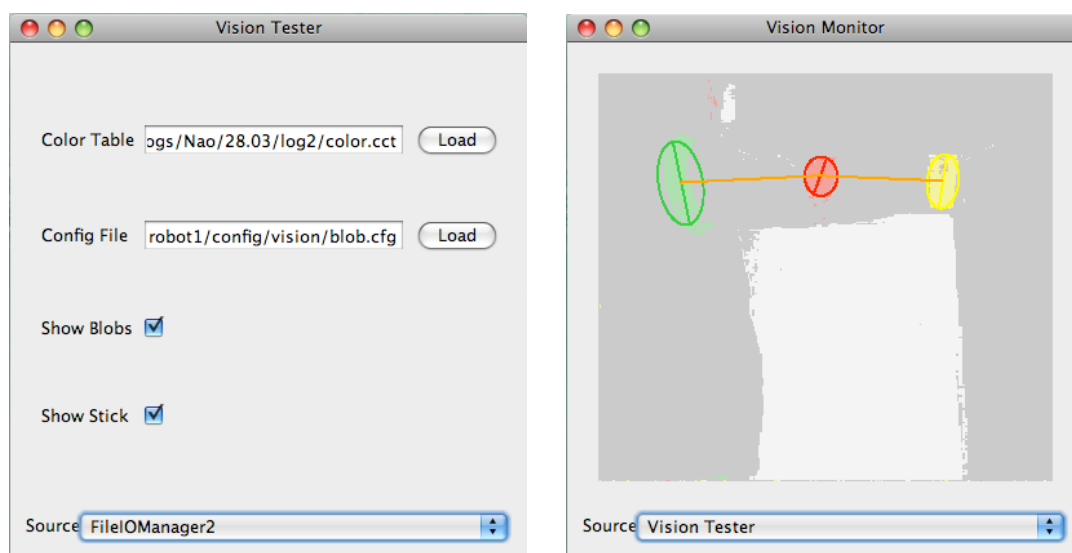 Vision Tester
Color Table ogs/Nao/28.03/log2/color.cct Load
Config File robot1/config/vision/blob.cfg Load
Show Blobs
Show Stick
Source FileIOManager2
Vision Monitor
Source Vision Tester